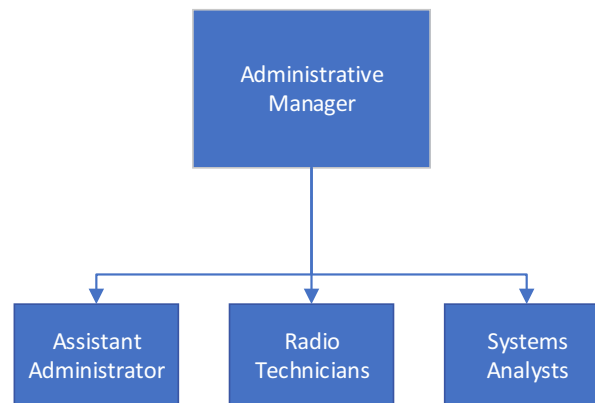 Administrative
Manager
Assistant
Administrator
Radio
Technicians
Systems
Analysts